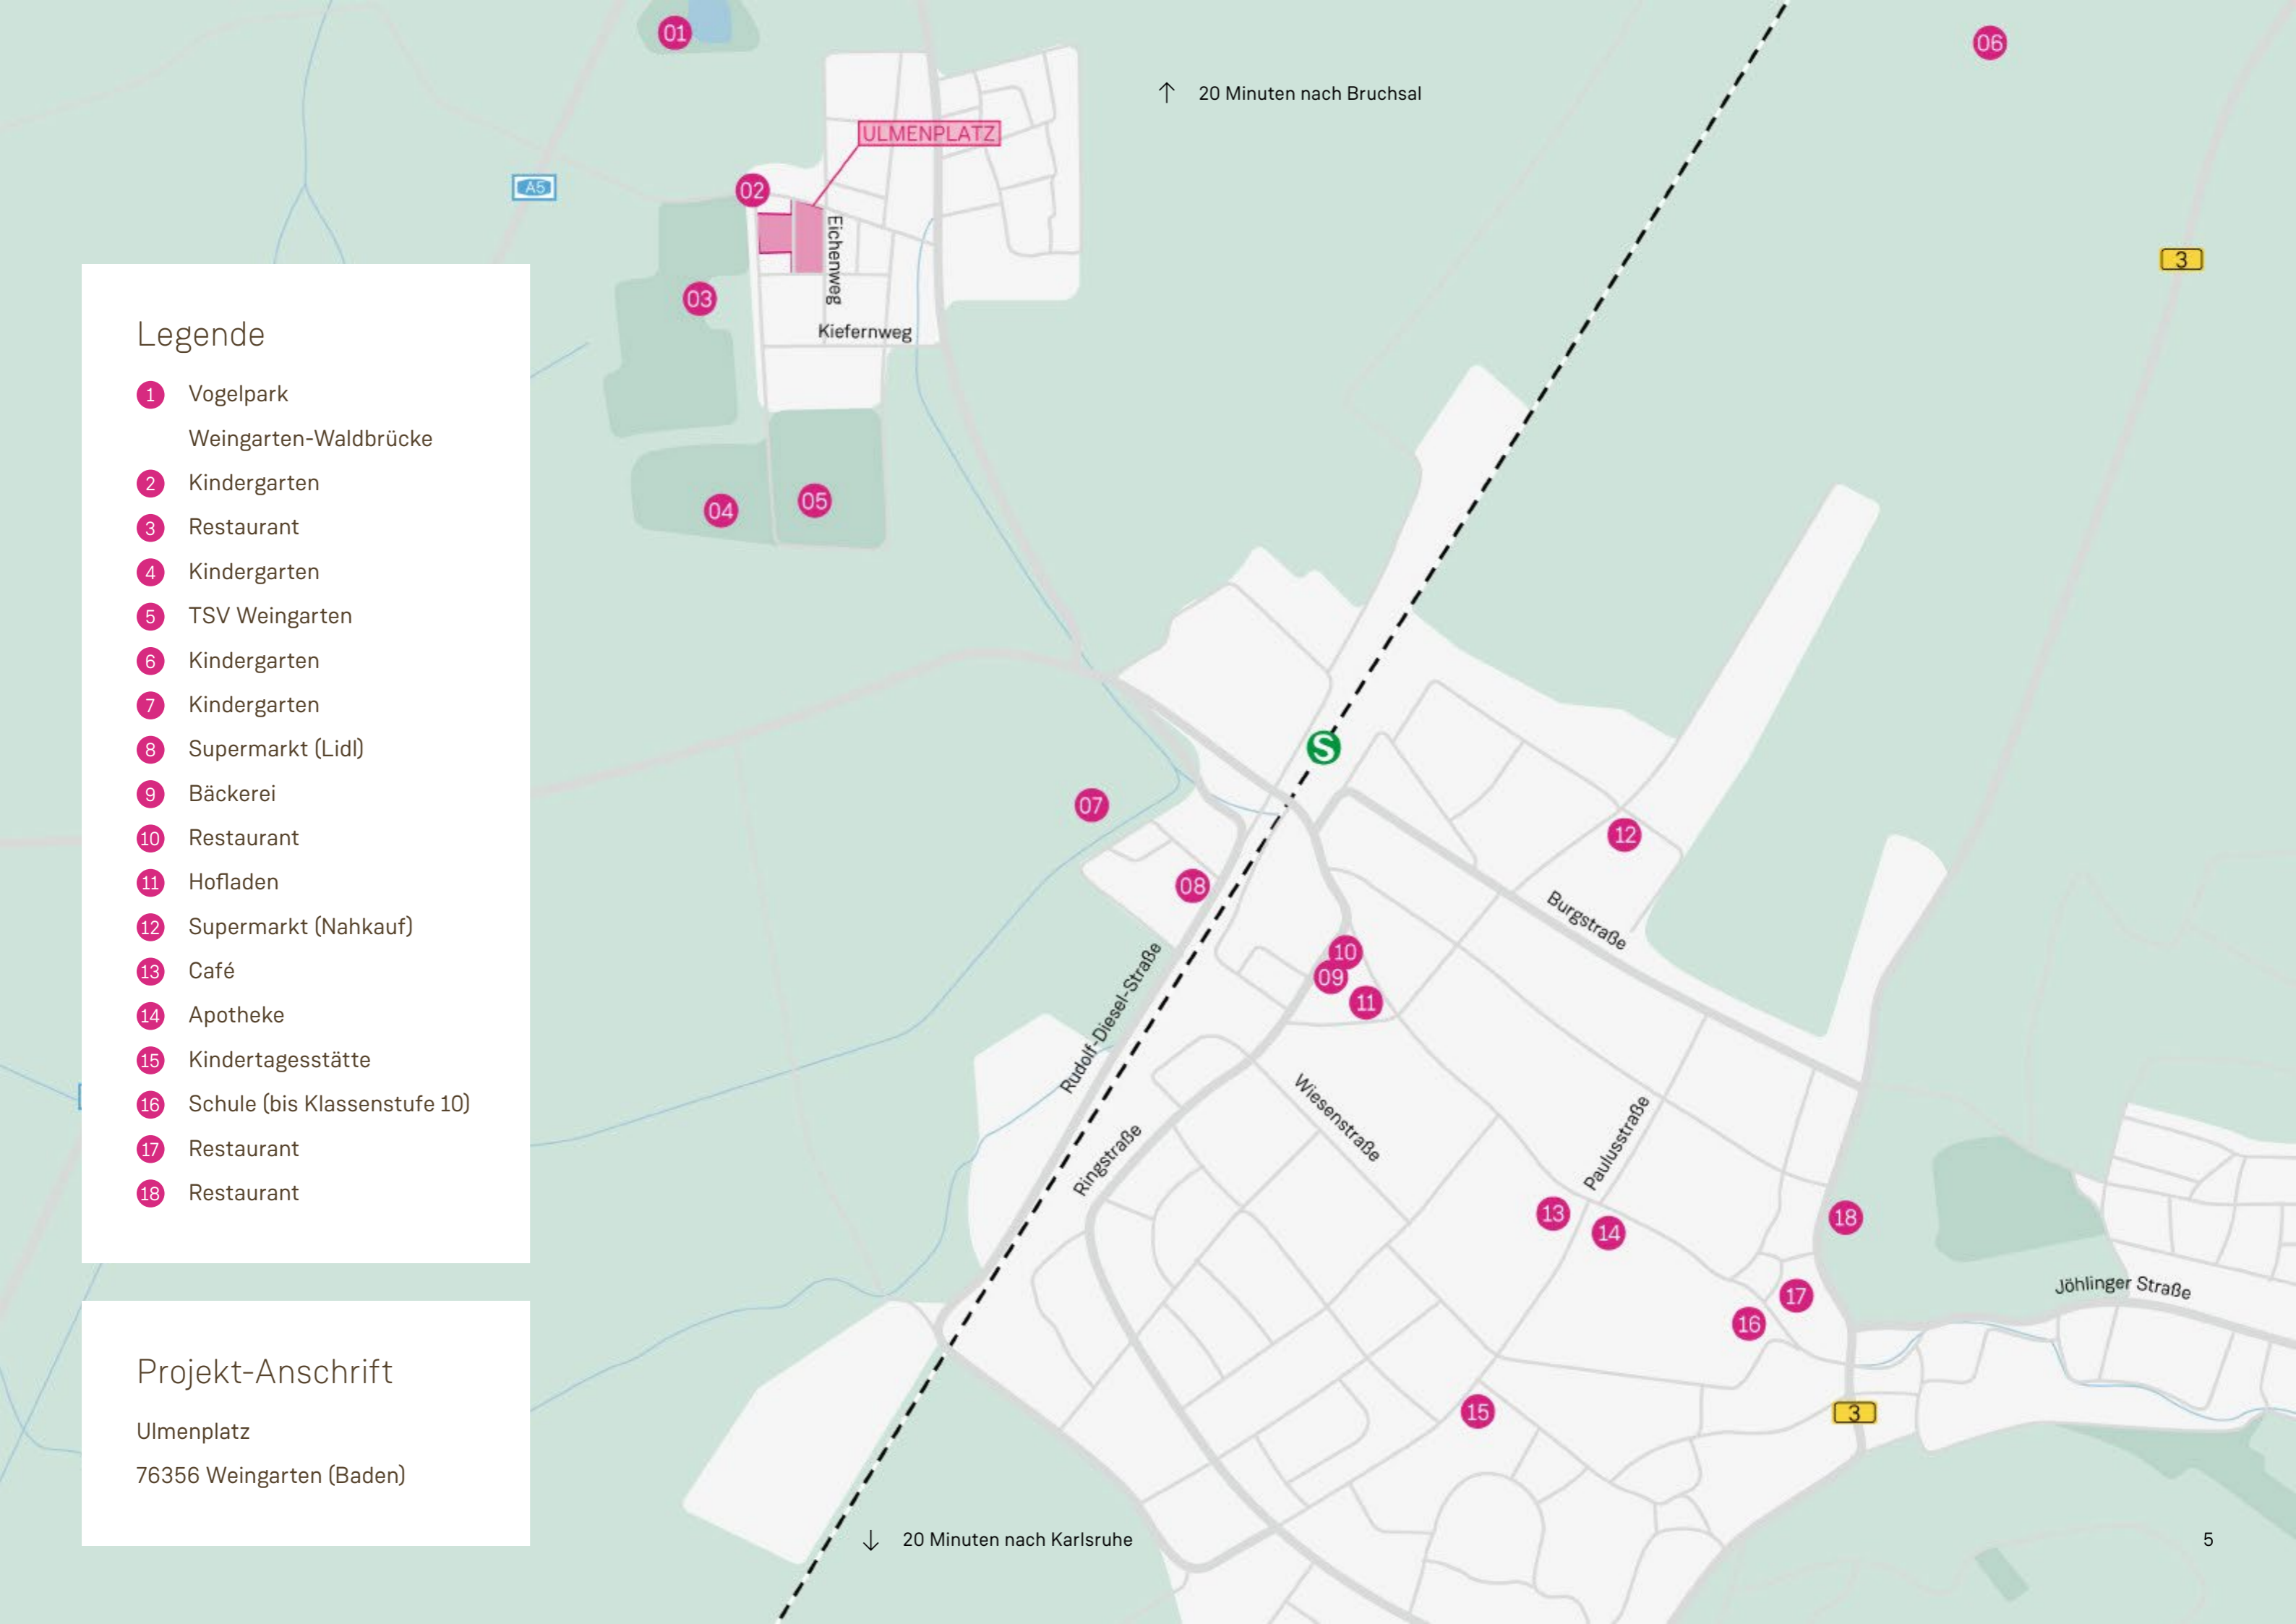 01
06
↑ 20 Minuten nach Bruchsal
ULMENPLATZ
A5
02
Eichenweg
3
03
Kiefernweg
04
05
Legende
1 Vogelpark
Weingarten-Waldbrücke
2 Kindergarten
3 Restaurant
4 Kindergarten
5 TSV Weingarten
6 Kindergarten
7 Kindergarten
8 Supermarkt (Lidl)
9 Bäckerei
10 Restaurant
11 Hofladen
12 Supermarkt (Nahkauf)
13 Café
14 Apotheke
15 Kindertagesstätte
16 Schule (bis Klassenstufe 10)
17 Restaurant
18 Restaurant
S
07
12
08
Burgstraße
10
09
11
Rudolf-Diesel-Straße
Wiesenstraße
Paulusstraße
Ringstraße
13
14
18
Jöhlinger Straße
17
16
15
3
Projekt-Anschrift
Ulmenplatz
76356 Weingarten (Baden)
↓ 20 Minuten nach Karlsruhe
5